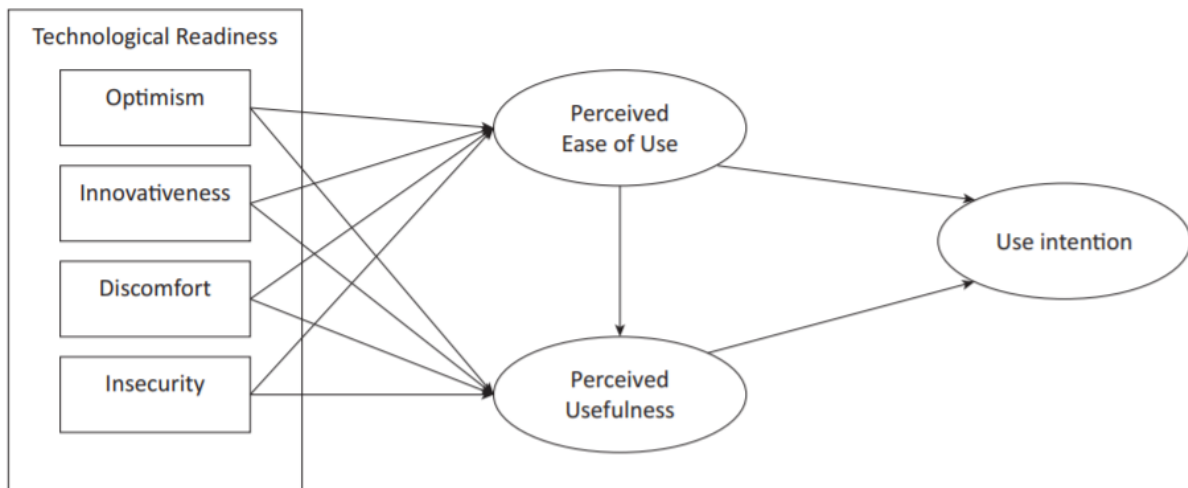 Technological Readiness
Optimism
Innovativeness
Discomfort
Insecurity
Perceived
Ease of Use
Perceived
Usefulness
Use intention